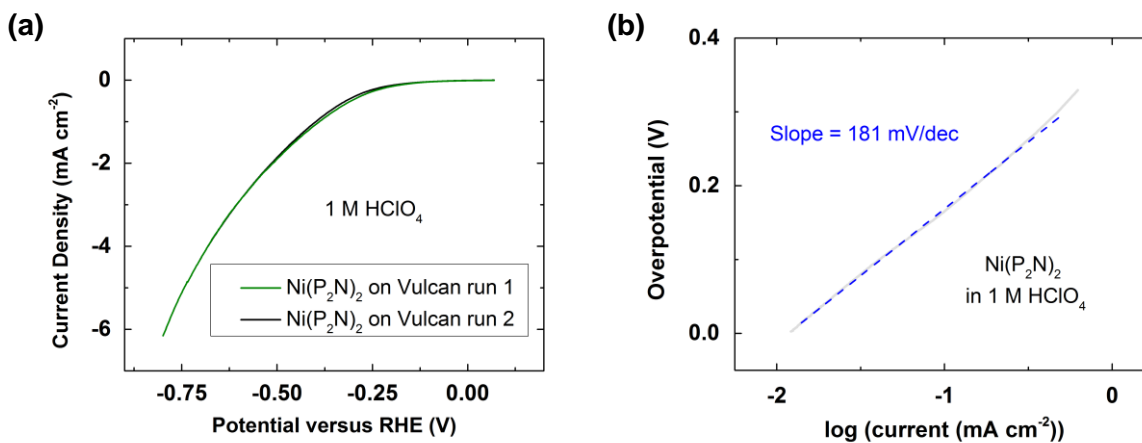 (a)
Current Density (mA cm⁻²)
0
-2
-4
-6
1 M HClO₄
Ni(P₂N)₂ on Vulcan run 1
Ni(P₂N)₂ on Vulcan run 2
-0.75
-0.50
-0.25
0.00
Potential versus RHE (V)
(b)
Overpotential (V)
0.4
0.2
0.0
Slope = 181 mV/dec
Ni(P₂N)₂
in 1 M HClO₄
-2
-1
0
log (current (mA cm⁻²))